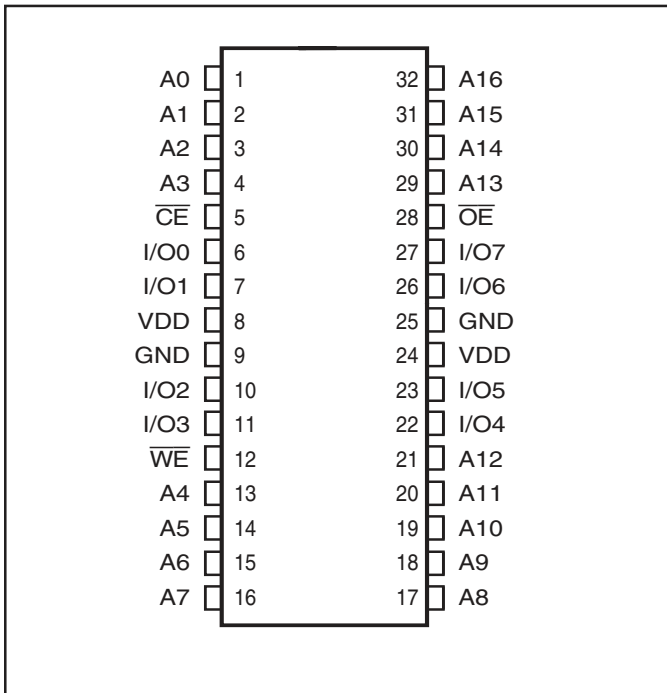 A0 1 32 A16
A1 2 31 A15
A2 3 30 A14
A3 4 29 A13
C̅E̅ 5 28 O̅E̅
I/O0 6 27 I/O7
I/O1 7 26 I/O6
VDD 8 25 GND
GND 9 24 VDD
I/O2 10 23 I/O5
I/O3 11 22 I/O4
W̅E̅ 12 21 A12
A4 13 20 A11
A5 14 19 A10
A6 15 18 A9
A7 16 17 A8